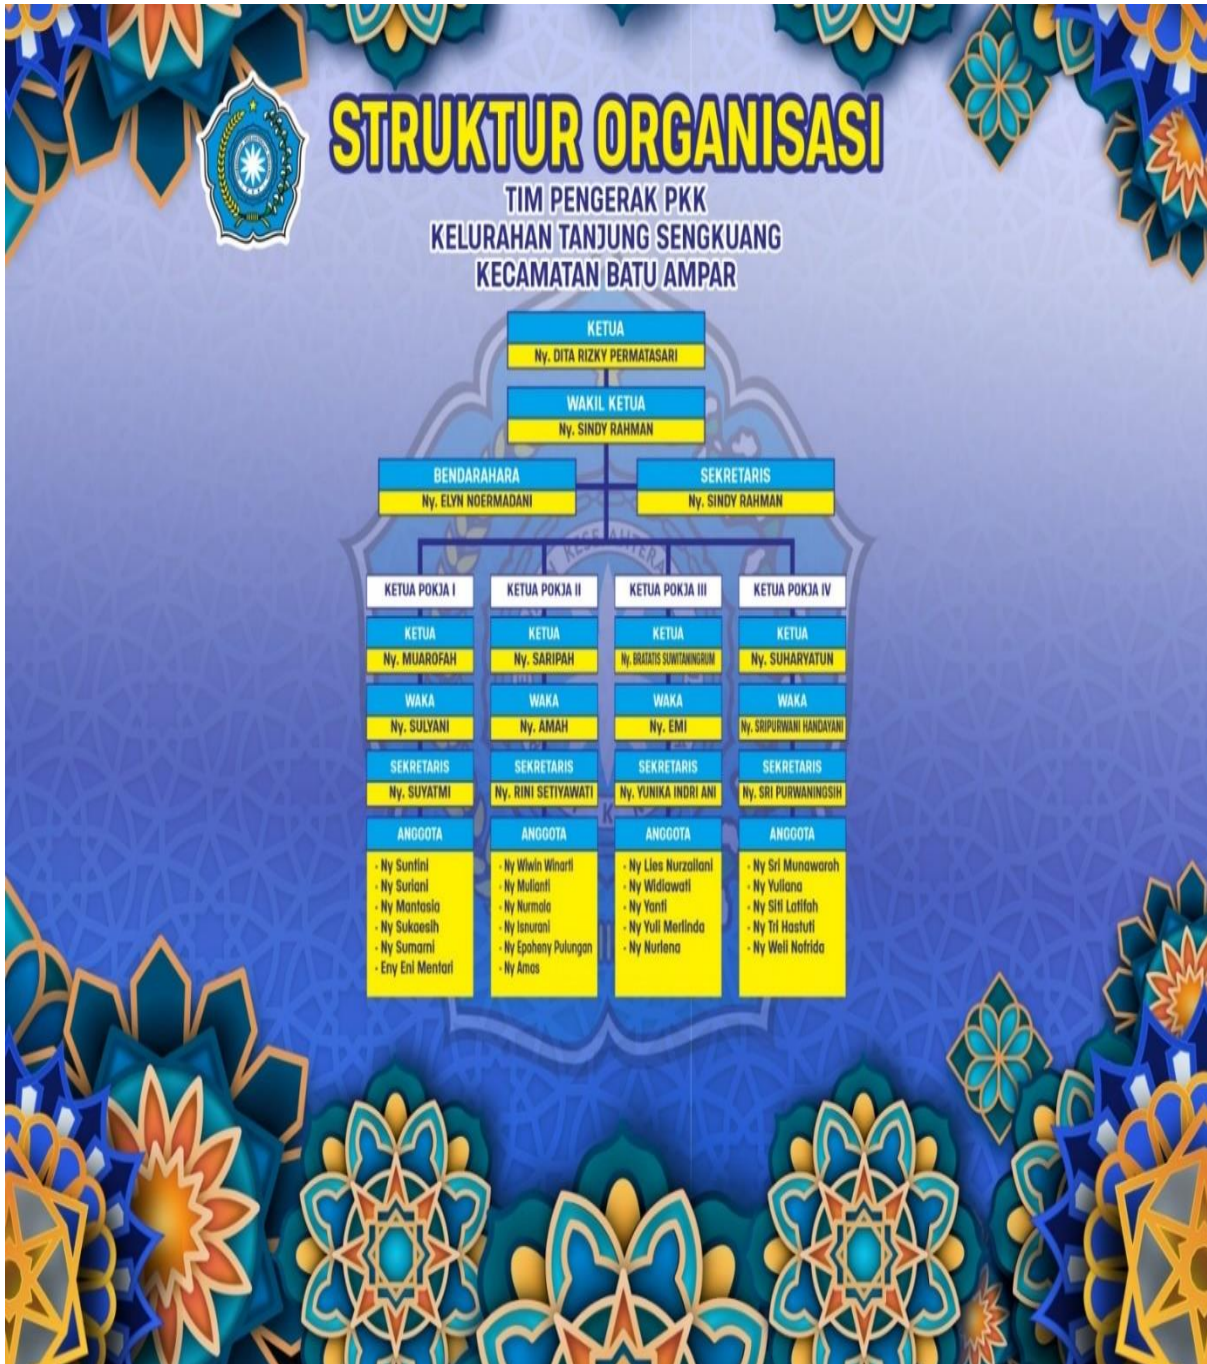 STRUKTUR ORGANISASI
TIM PENGERAK PKK
KELURAHAN TANJUNG SENGKUANG
KECAMATAN BATU AMPAR
KETUA
Ny. DITA RIZKY PERMATASARI
WAKIL KETUA
Ny. SINDY RAHMAN
BENDARAHARA
Ny. ELYN NOERMADANI
SEKRETARIS
Ny. SINDY RAHMAN
KETUA POKJA I
KETUA
Ny. MUAROFAH
WAKA
Ny. SULYANI
SEKRETARIS
Ny. SUYATMI
ANGGOTA
- Ny Suntini
- Ny Suriani
- Ny Mantasia
- Ny Sukaesih
- Ny Sumarni
- Eny Eni Mentari
KETUA POKJA II
KETUA
Ny. SARIPAH
WAKA
Ny. AMAH
SEKRETARIS
Ny. RINI SETIYAWATI
ANGGOTA
- Ny Wiwin Winarti
- Ny Mulianti
- Ny Nurmala
- Ny Isnurani
- Ny Epoheny Pulungan
- Ny Amas
KETUA POKJA III
KETUA
Ny. BRATATIS SUWITANINGRUM
WAKA
Ny. EMI
SEKRETARIS
Ny. YUNIKA INDRI ANI
ANGGOTA
- Ny Lies Nurzailani
- Ny Widiawati
- Ny Yanti
- Ny Yuli Merlinda
- Ny Nurlena
KETUA POKJA IV
KETUA
Ny. SUHARYATUN
WAKA
Ny. SRIPURWANI HANDAYANI
SEKRETARIS
Ny. SRI PURWANINGSIH
ANGGOTA
- Ny Sri Munawarah
- Ny Yuliana
- Ny Siti Latifah
- Ny Tri Hastuti
- Ny Weli Nofrida